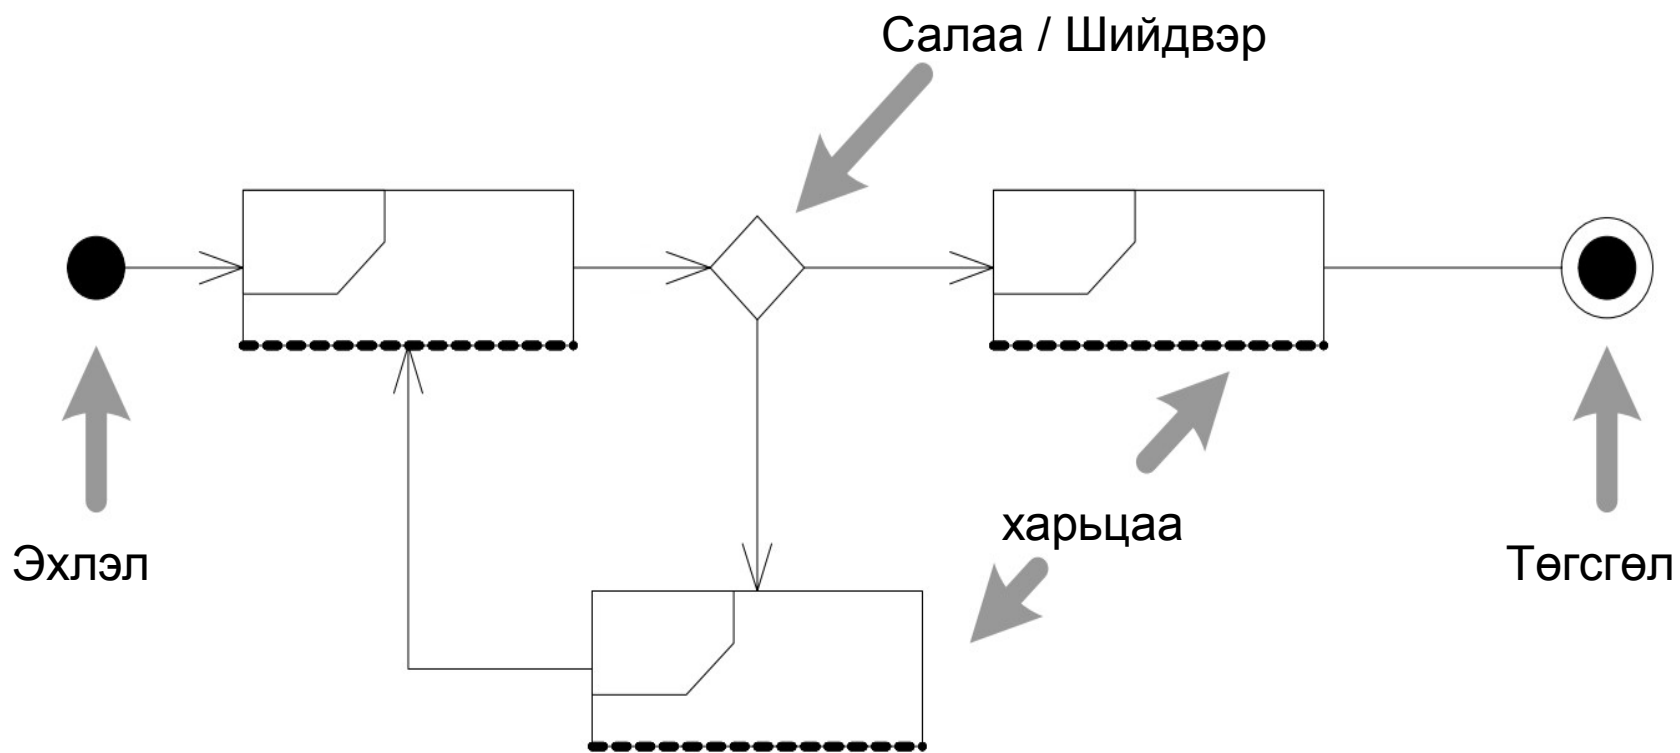 Салаа / Шийдвэр
харьцаа
Эхлэл
Төгсгөл